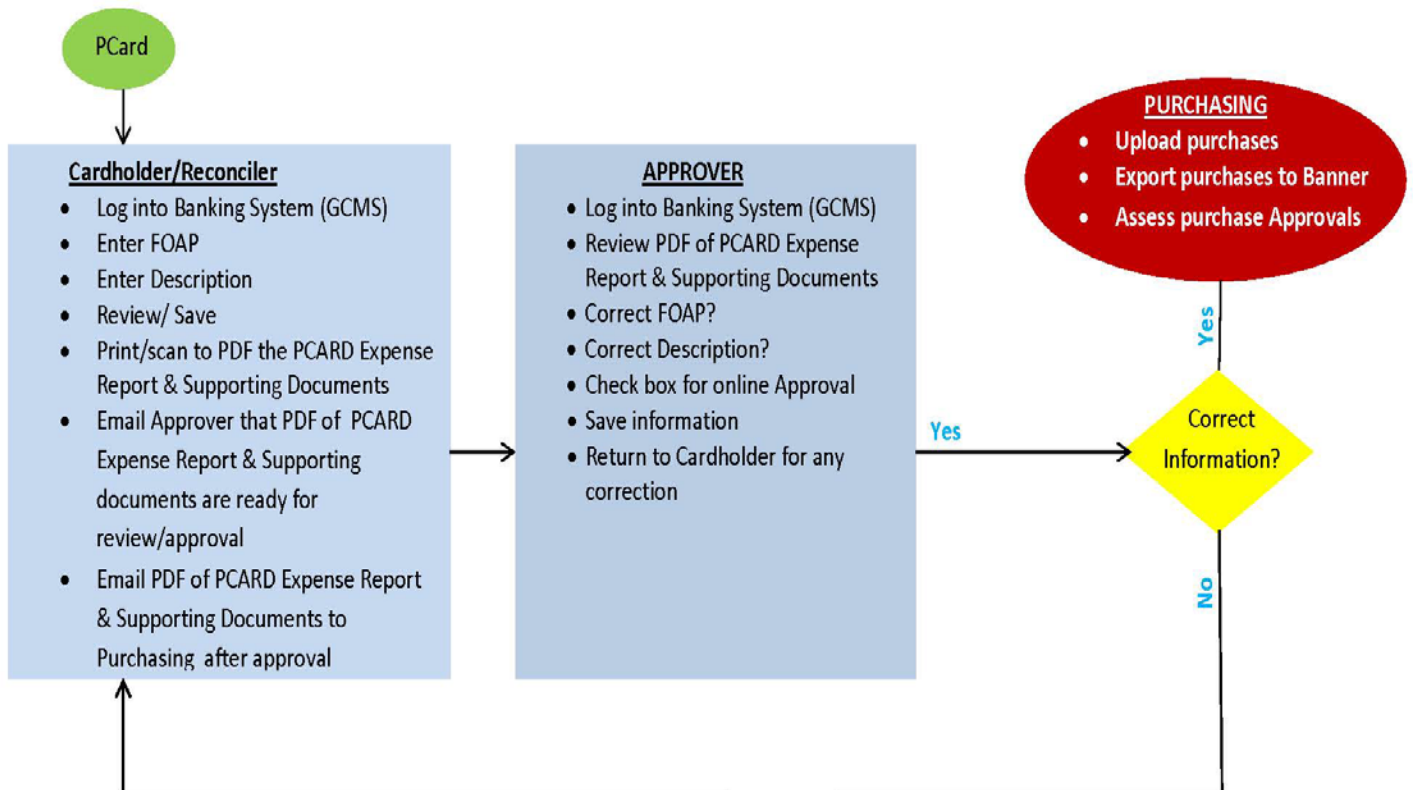 PCard
Cardholder/Reconciler
• Log into Banking System (GCMS)
• Enter FOAP
• Enter Description
• Review/ Save
• Print/scan to PDF the PCARD Expense
Report & Supporting Documents
• Email Approver that PDF of PCARD
Expense Report & Supporting
documents are ready for
review/approval
• Email PDF of PCARD Expense Report
& Supporting Documents to
Purchasing after approval
APPROVER
• Log into Banking System (GCMS)
• Review PDF of PCARD Expense
Report & Supporting Documents
• Correct FOAP?
• Correct Description?
• Check box for online Approval
• Save information
• Return to Cardholder for any
correction
Yes
Correct
Information?
Yes
No
PURCHASING
• Upload purchases
• Export purchases to Banner
• Assess purchase Approvals